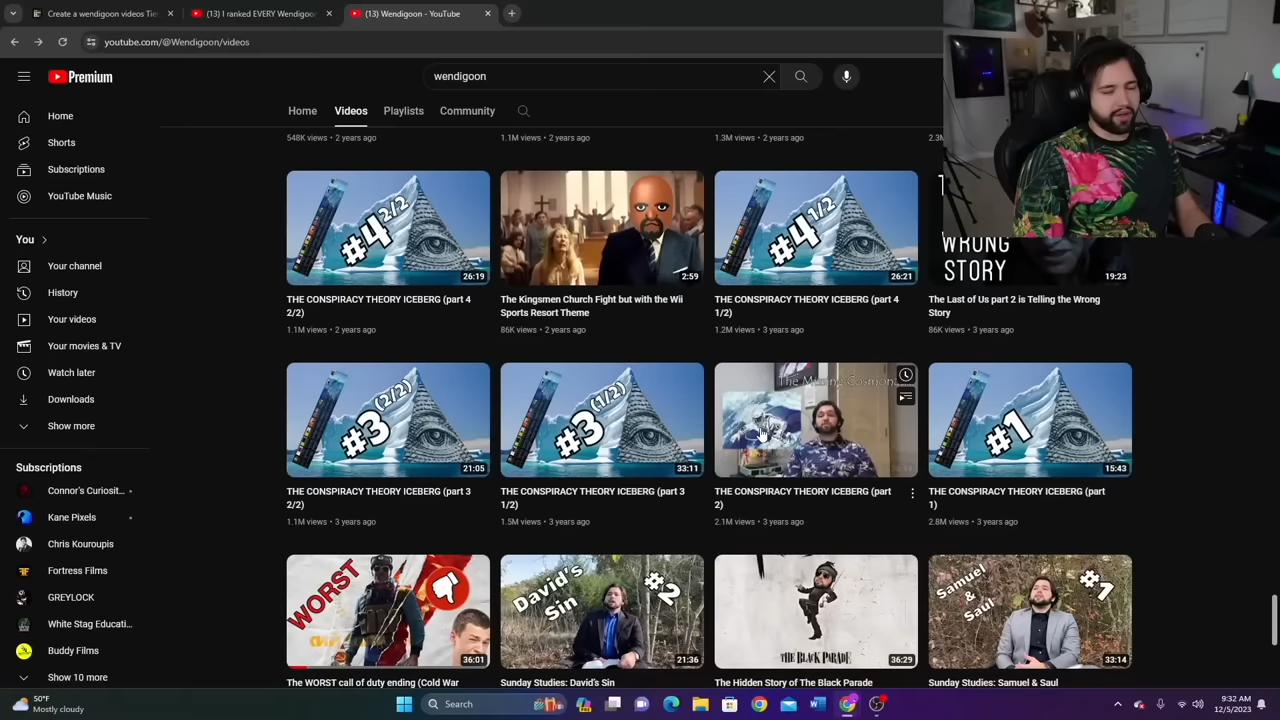 Create a wendigoon videos Tie
(13) I ranked EVERY Wendigoon
(13) Wendigoon - YouTube
youtube.com/@Wendigoon/videos
Premium
wendigoon
Home
Videos
Playlists
Community
548K views • 2 years ago
1.1M views • 2 years ago
1.3M views • 2 years ago
2.3M
Home
Shorts
Subscriptions
YouTube Music
You
Your channel
History
Your videos
Your movies & TV
Watch later
Downloads
Show more
Subscriptions
Connor's Curiosit...
Kane Pixels
Chris Kouroupis
Fortress Films
GREYLOCK
White Stag Educati...
Buddy Films
Show 10 more
#4 2/2
26:19
2:59
#4 1/2
26:21
WRONG
STORY
19:23
THE CONSPIRACY THEORY ICEBERG (part 4
2/2)
1.1M views • 2 years ago
The Kingsmen Church Fight but with the Wii
Sports Resort Theme
86K views • 2 years ago
THE CONSPIRACY THEORY ICEBERG (part 4
1/2)
1.2M views • 3 years ago
The Last of Us part 2 is Telling the Wrong
Story
86K views • 3 years ago
#3 (2/2)
21:05
#3 (1/2)
33:11
The
#1
15:43
THE CONSPIRACY THEORY ICEBERG (part 3
2/2)
1.1M views • 3 years ago
THE CONSPIRACY THEORY ICEBERG (part 3
1/2)
1.5M views • 3 years ago
THE CONSPIRACY THEORY ICEBERG (part
2)
2.1M views • 3 years ago
THE CONSPIRACY THEORY ICEBERG (part
1)
2.8M views • 3 years ago
WORST
36:01
David's
Sin
#2
21:36
THE BLACK PARADE
36:29
Samuel
&
Saul
#1
33:14
The WORST call of duty ending (Cold War
Sunday Studies: David's Sin
The Hidden Story of The Black Parade
Sunday Studies: Samuel & Saul
50°F
Mostly cloudy
Search
9:32 AM
12/5/2023